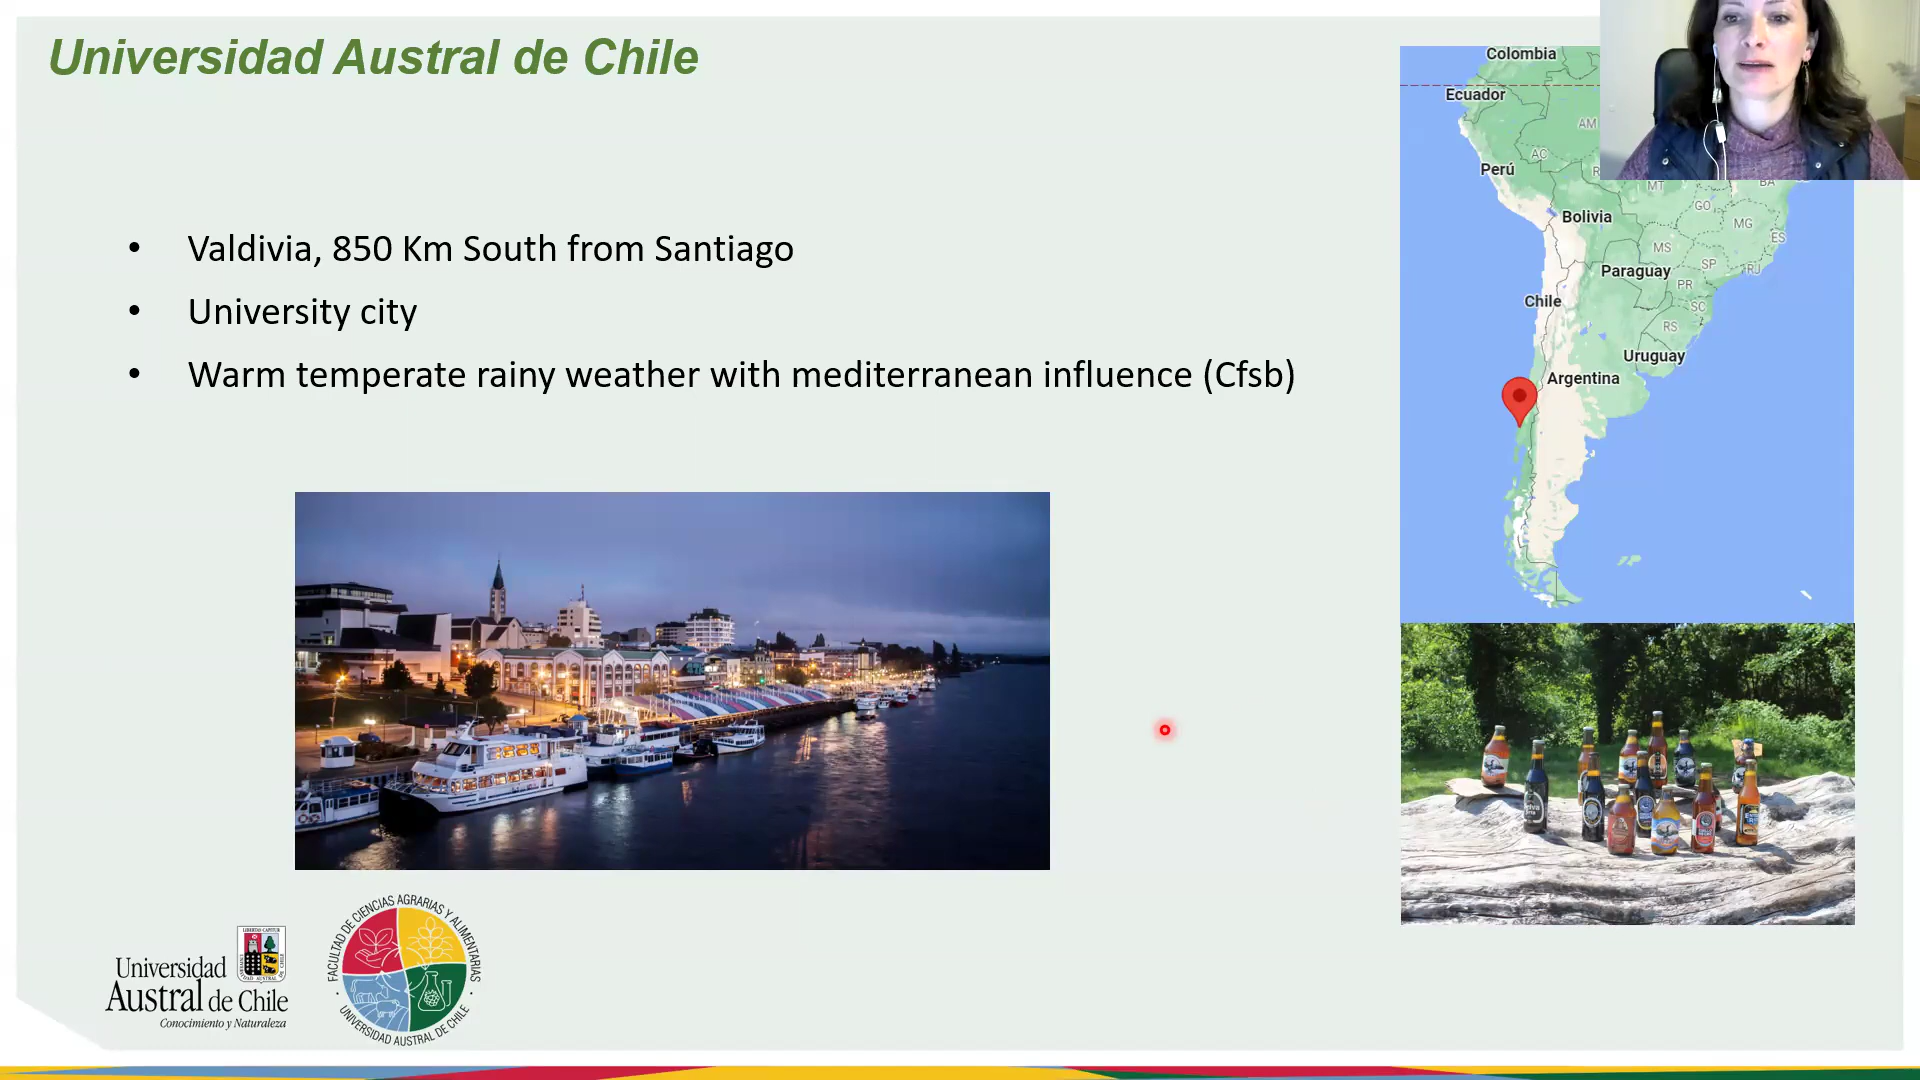 Universidad Austral de Chile
• Valdivia, 850 Km South from Santiago
• University city
• Warm temperate rainy weather with mediterranean influence (Cfsb)
Colombia
Ecuador
AM
AC
Perú
R
MT
BA
Bolivia
GO
MG
MS
ES
Paraguay
SP
RJ
PR
Chile
SC
RS
Uruguay
Argentina
Universidad
Austral de Chile
Conocimiento y Naturaleza
LIBERTAS CAPITUR
FACULTAD DE CIENCIAS AGRARIAS Y ALIMENTARIAS
UNIVERSIDAD AUSTRAL DE CHILE